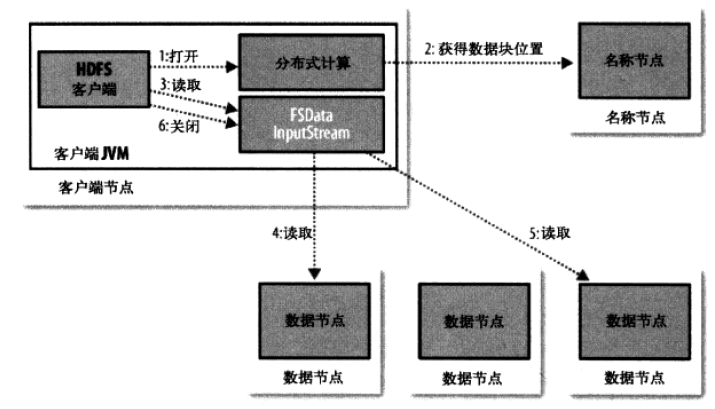 HDFS
客户端
1:打开
3:读取
6:关闭
分布式计算
FSData
InputStream
客户端 JVM
客户端节点
2: 获得数据块位置
名称节点
名称节点
4:读取
5:读取
数据节点
数据节点
数据节点
数据节点
数据节点
数据节点